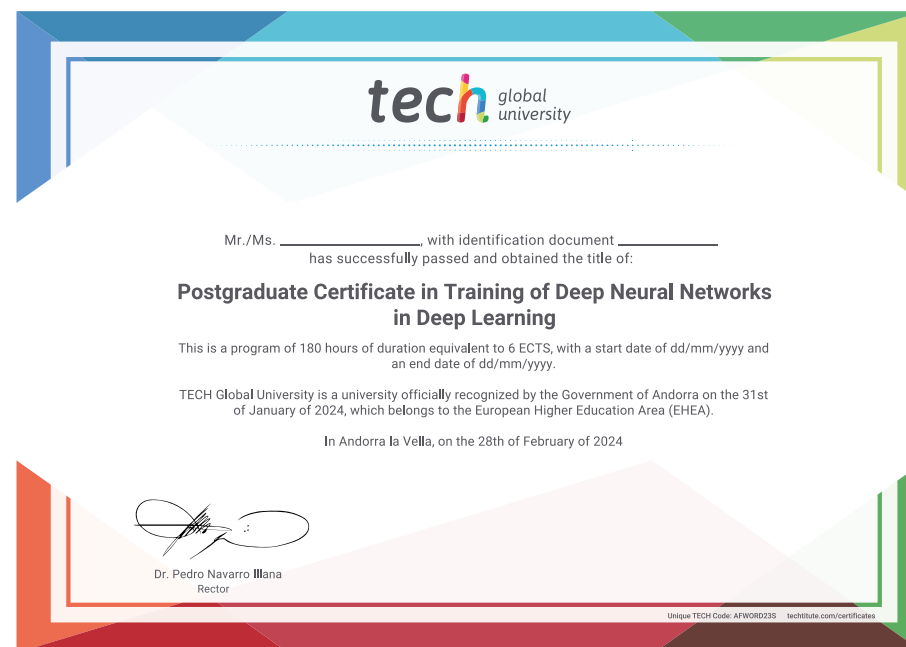 tech global
university
Mr./Ms. ____________, with identification document ____________
has successfully passed and obtained the title of:
Postgraduate Certificate in Training of Deep Neural Networks
in Deep Learning
This is a program of 180 hours of duration equivalent to 6 ECTS, with a start date of dd/mm/yyyy and
an end date of dd/mm/yyyy.
TECH Global University is a university officially recognized by the Government of Andorra on the 31st
of January of 2024, which belongs to the European Higher Education Area (EHEA).
In Andorra la Vella, on the 28th of February of 2024
Dr. Pedro Navarro Illana
Rector
Unique TECH Code: AFWORD23S techtitute.com/certificates